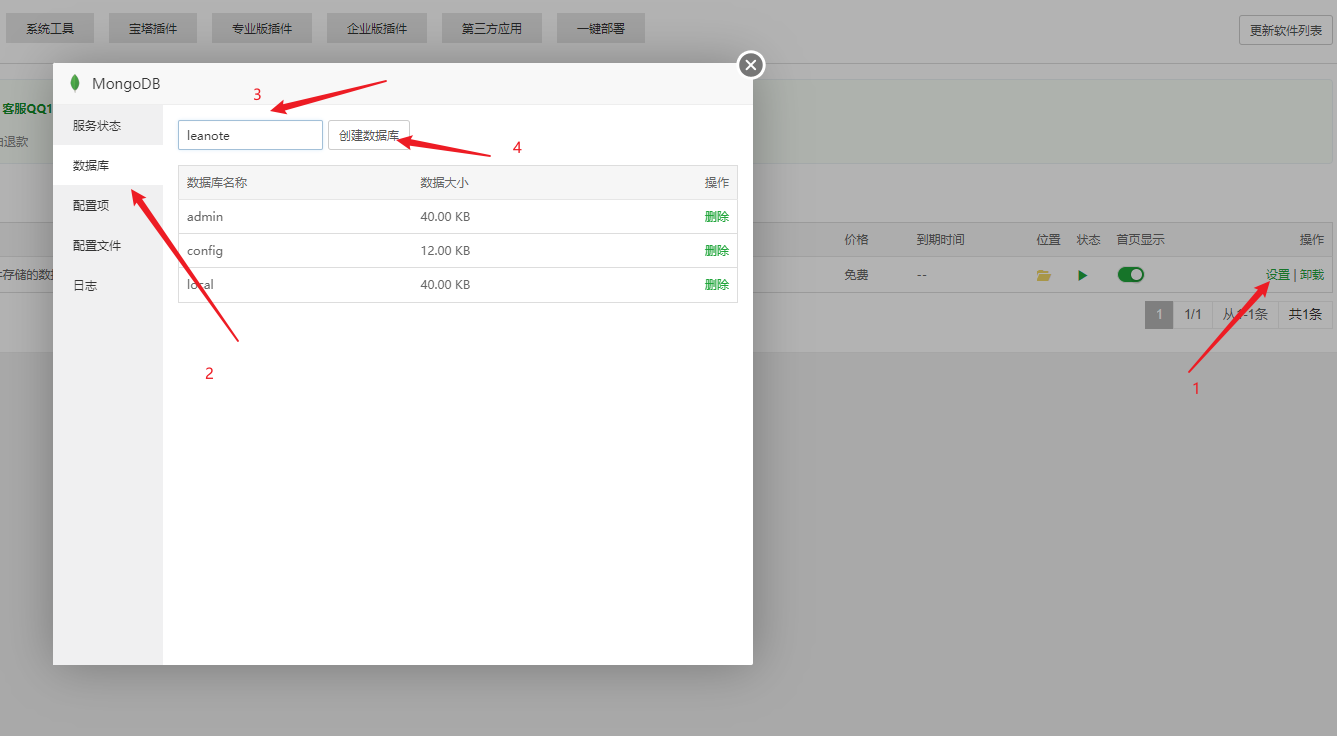 系统工具 宝塔插件 专业版插件 企业版插件 第三方应用 一键部署 更新软件列表
MongoDB
客服QQ1
退款
服务状态
数据库
配置项
配置文件
日志
3
leanote 创建数据库
4
数据库名称 数据大小 操作
admin 40.00 KB 删除
config 12.00 KB 删除
local 40.00 KB 删除
2
价格 到期时间 位置 状态 首页显示 操作
存储的数 免费 -- 设置 | 卸载
1 1/1 从1-1条 共1条
1